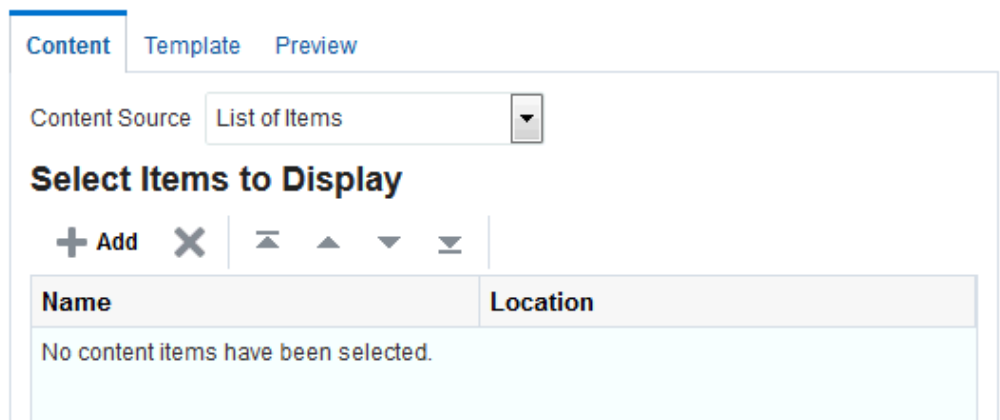 Content Template Preview
Content Source List of Items
Select Items to Display
Add
Name Location
No content items have been selected.